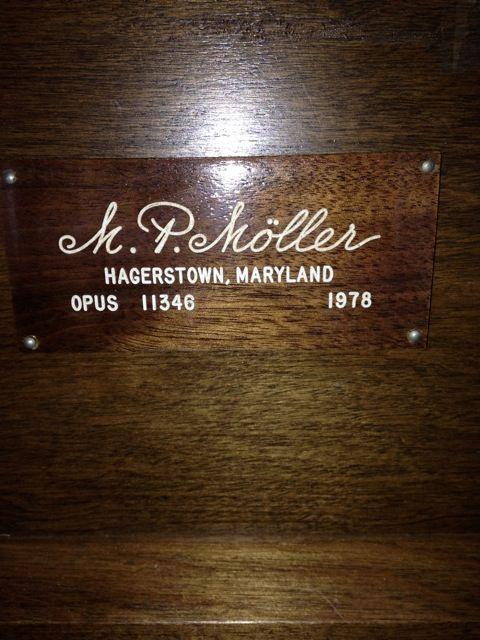 M. P. Möller
HAGERSTOWN, MARYLAND
OPUS 11346 1978